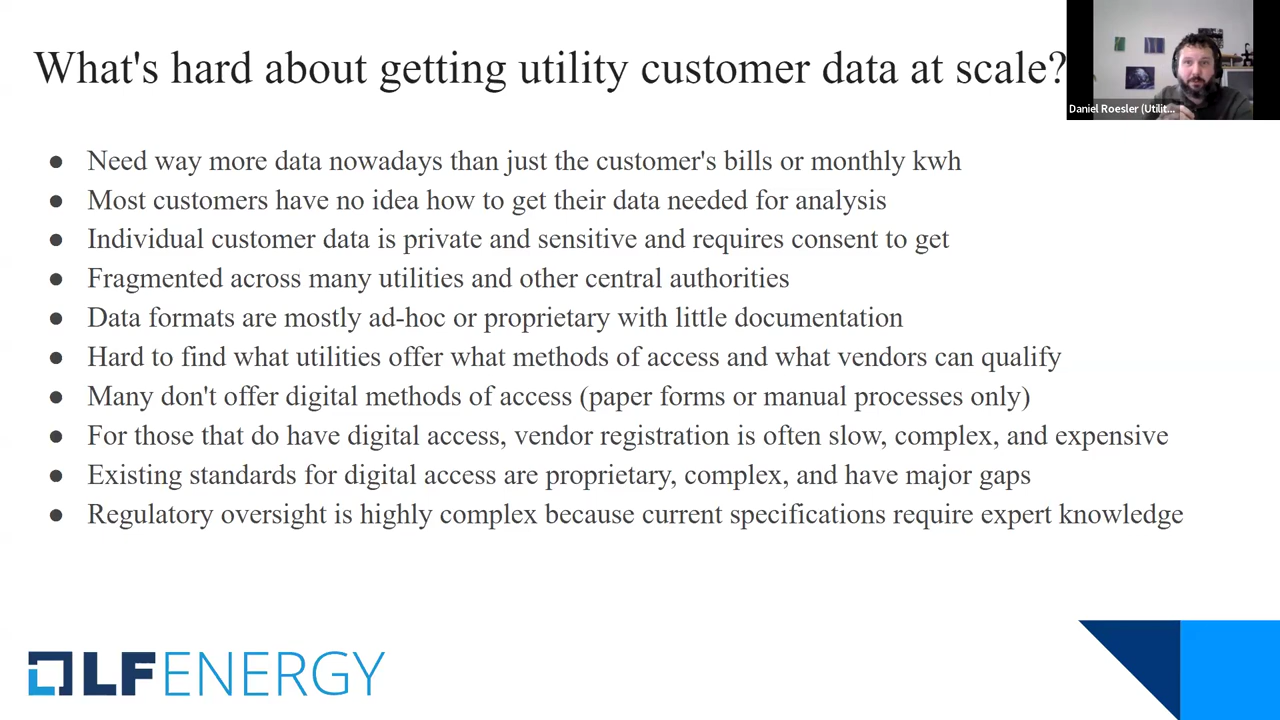 What's hard about getting utility customer data at scale?
Daniel Roesler (Utilit...
● Need way more data nowadays than just the customer's bills or monthly kwh
● Most customers have no idea how to get their data needed for analysis
● Individual customer data is private and sensitive and requires consent to get
● Fragmented across many utilities and other central authorities
● Data formats are mostly ad-hoc or proprietary with little documentation
● Hard to find what utilities offer what methods of access and what vendors can qualify
● Many don't offer digital methods of access (paper forms or manual processes only)
● For those that do have digital access, vendor registration is often slow, complex, and expensive
● Existing standards for digital access are proprietary, complex, and have major gaps
● Regulatory oversight is highly complex because current specifications require expert knowledge
LFENERGY